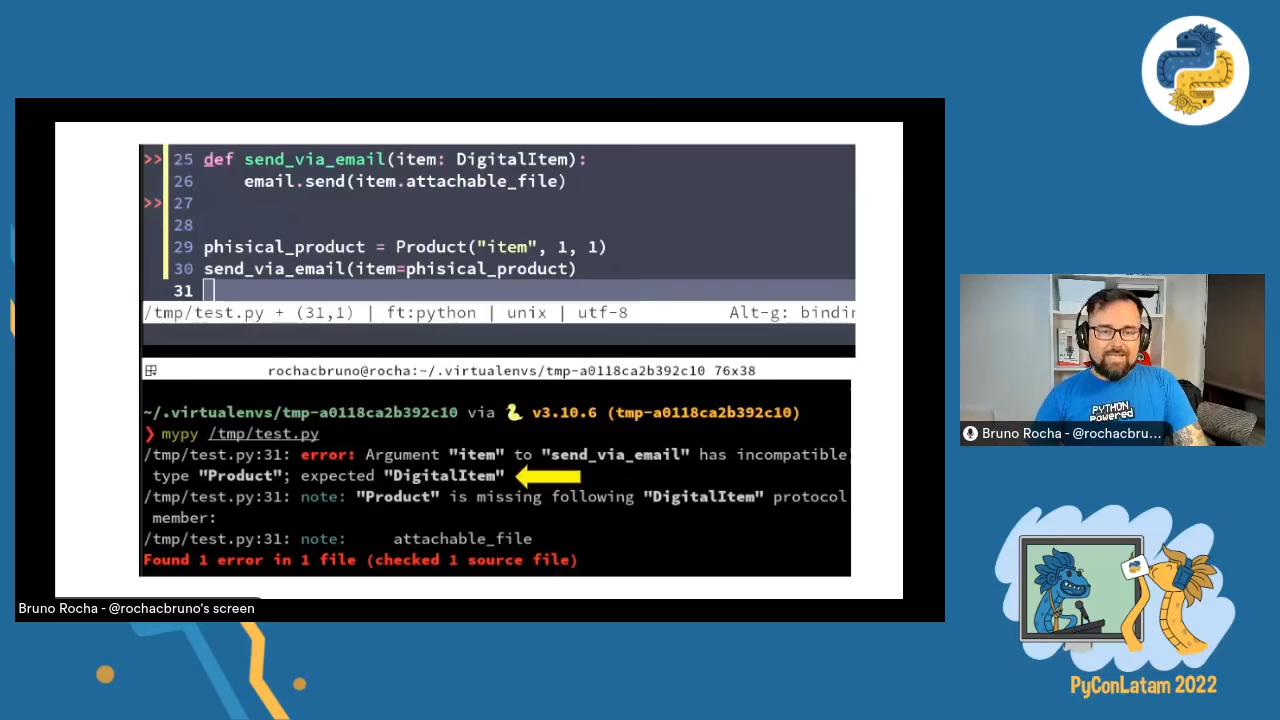 >> 25 def send_via_email(item: DigitalItem):
26 email.send(item.attachable_file)
>> 27
28
29 phisical_product = Product("item", 1, 1)
30 send_via_email(item=phisical_product)
31
/tmp/test.py + (31,1) | ft:python | unix | utf-8 Alt-g: bindin
rochacbruno@rocha:~/.virtualenvs/tmp-a0118ca2b392c10 76x38
~/.virtualenvs/tmp-a0118ca2b392c10 via v3.10.6 (tmp-a0118ca2b392c10)
❯ mypy /tmp/test.py
/tmp/test.py:31: error: Argument "item" to "send_via_email" has incompatible
type "Product"; expected "DigitalItem"
/tmp/test.py:31: note: "Product" is missing following "DigitalItem" protocol
member:
/tmp/test.py:31: note: attachable_file
Found 1 error in 1 file (checked 1 source file)
Bruno Rocha - @rochacbruno's screen
PYTHON
Powered
Bruno Rocha - @rochacbru...
PyConLatam 2022